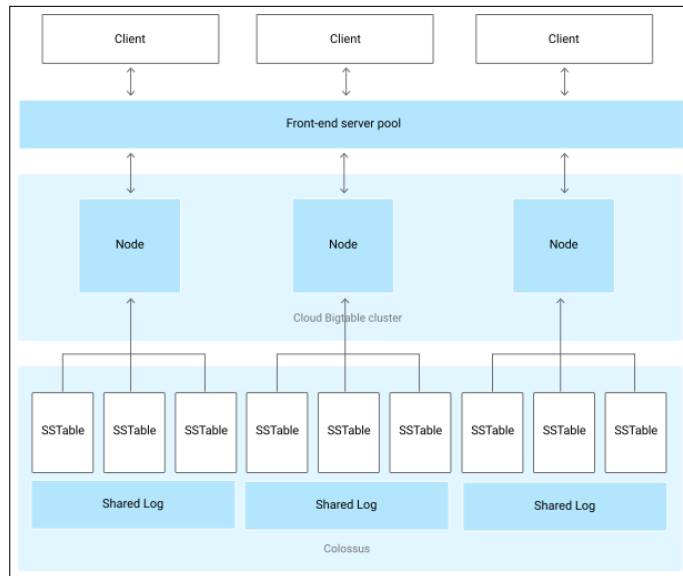 Client
Client
Client
Front-end server pool
Node
Node
Node
Cloud Bigtable cluster
SSTable
SSTable
SSTable
SSTable
SSTable
SSTable
SSTable
SSTable
SSTable
Shared Log
Shared Log
Shared Log
Colossus